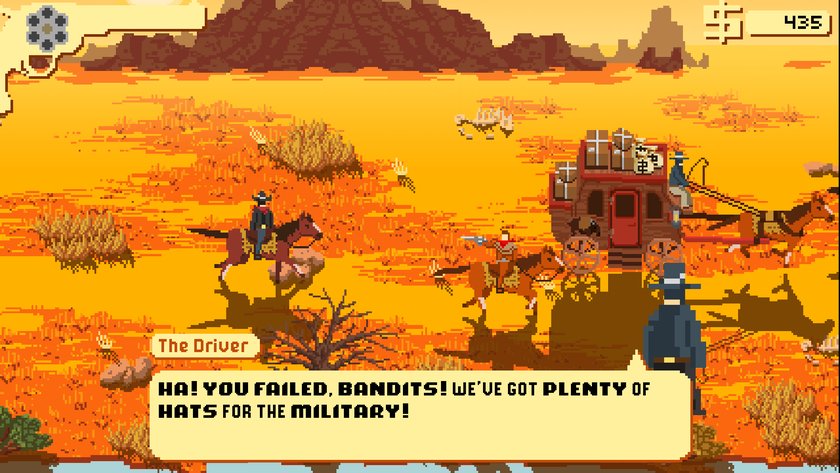 $ 435
The Driver
HA! YOU FAILED, BANDITS! WE'VE GOT PLENTY OF
HATS FOR THE MILITARY!